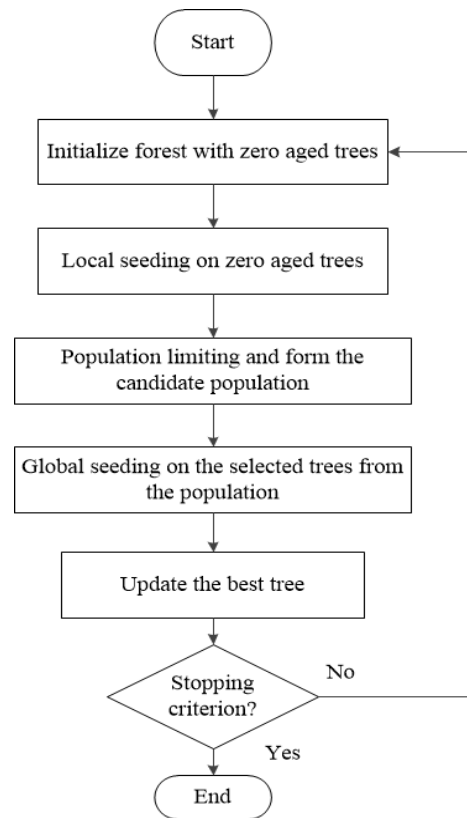 Start
Initialize forest with zero aged trees
Local seeding on zero aged trees
Population limiting and form the
candidate population
Global seeding on the selected trees from
the population
Update the best tree
Stopping
criterion?
No
Yes
End